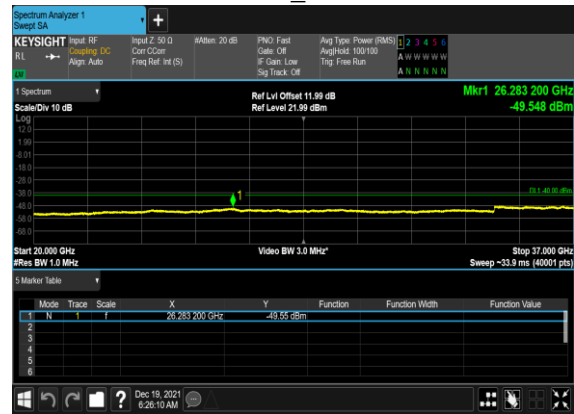 Spectrum Analyzer 1
Swept SA
+
KEYSIGHT Input: RF Input Z: 50 Ω #Atten: 20 dB PNO: Fast Avg Type: Power (RMS) 1 2 3 4 5 6
RL Coupling: DC Corr CCorr Gate: Off Avg|Hold: 100/100 A W W W W W
Align: Auto Freq Ref: Int (S) IF Gain: Low Trig: Free Run
Sig Track: Off A N N N N N
1 Spectrum
Ref Lvl Offset 11.99 dB Mkr1 26.283 200 GHz
Scale/Div 10 dB Ref Level 21.99 dBm -49.548 dBm
Log
12.0
1.99
-8.01
-18.0
-28.0
-38.0 DL1 -40.00 dBm
1
-48.0
-58.0
-68.0
Start 20.000 GHz Video BW 3.0 MHz* Stop 37.000 GHz
#Res BW 1.0 MHz Sweep ~33.9 ms (40001 pts)
5 Marker Table
Mode Trace Scale X Y Function Function Width Function Value
1 N 1 f 26.283 200 GHz -49.55 dBm
2
3
4
5
6
? Dec 19, 2021
6:26:10 AM